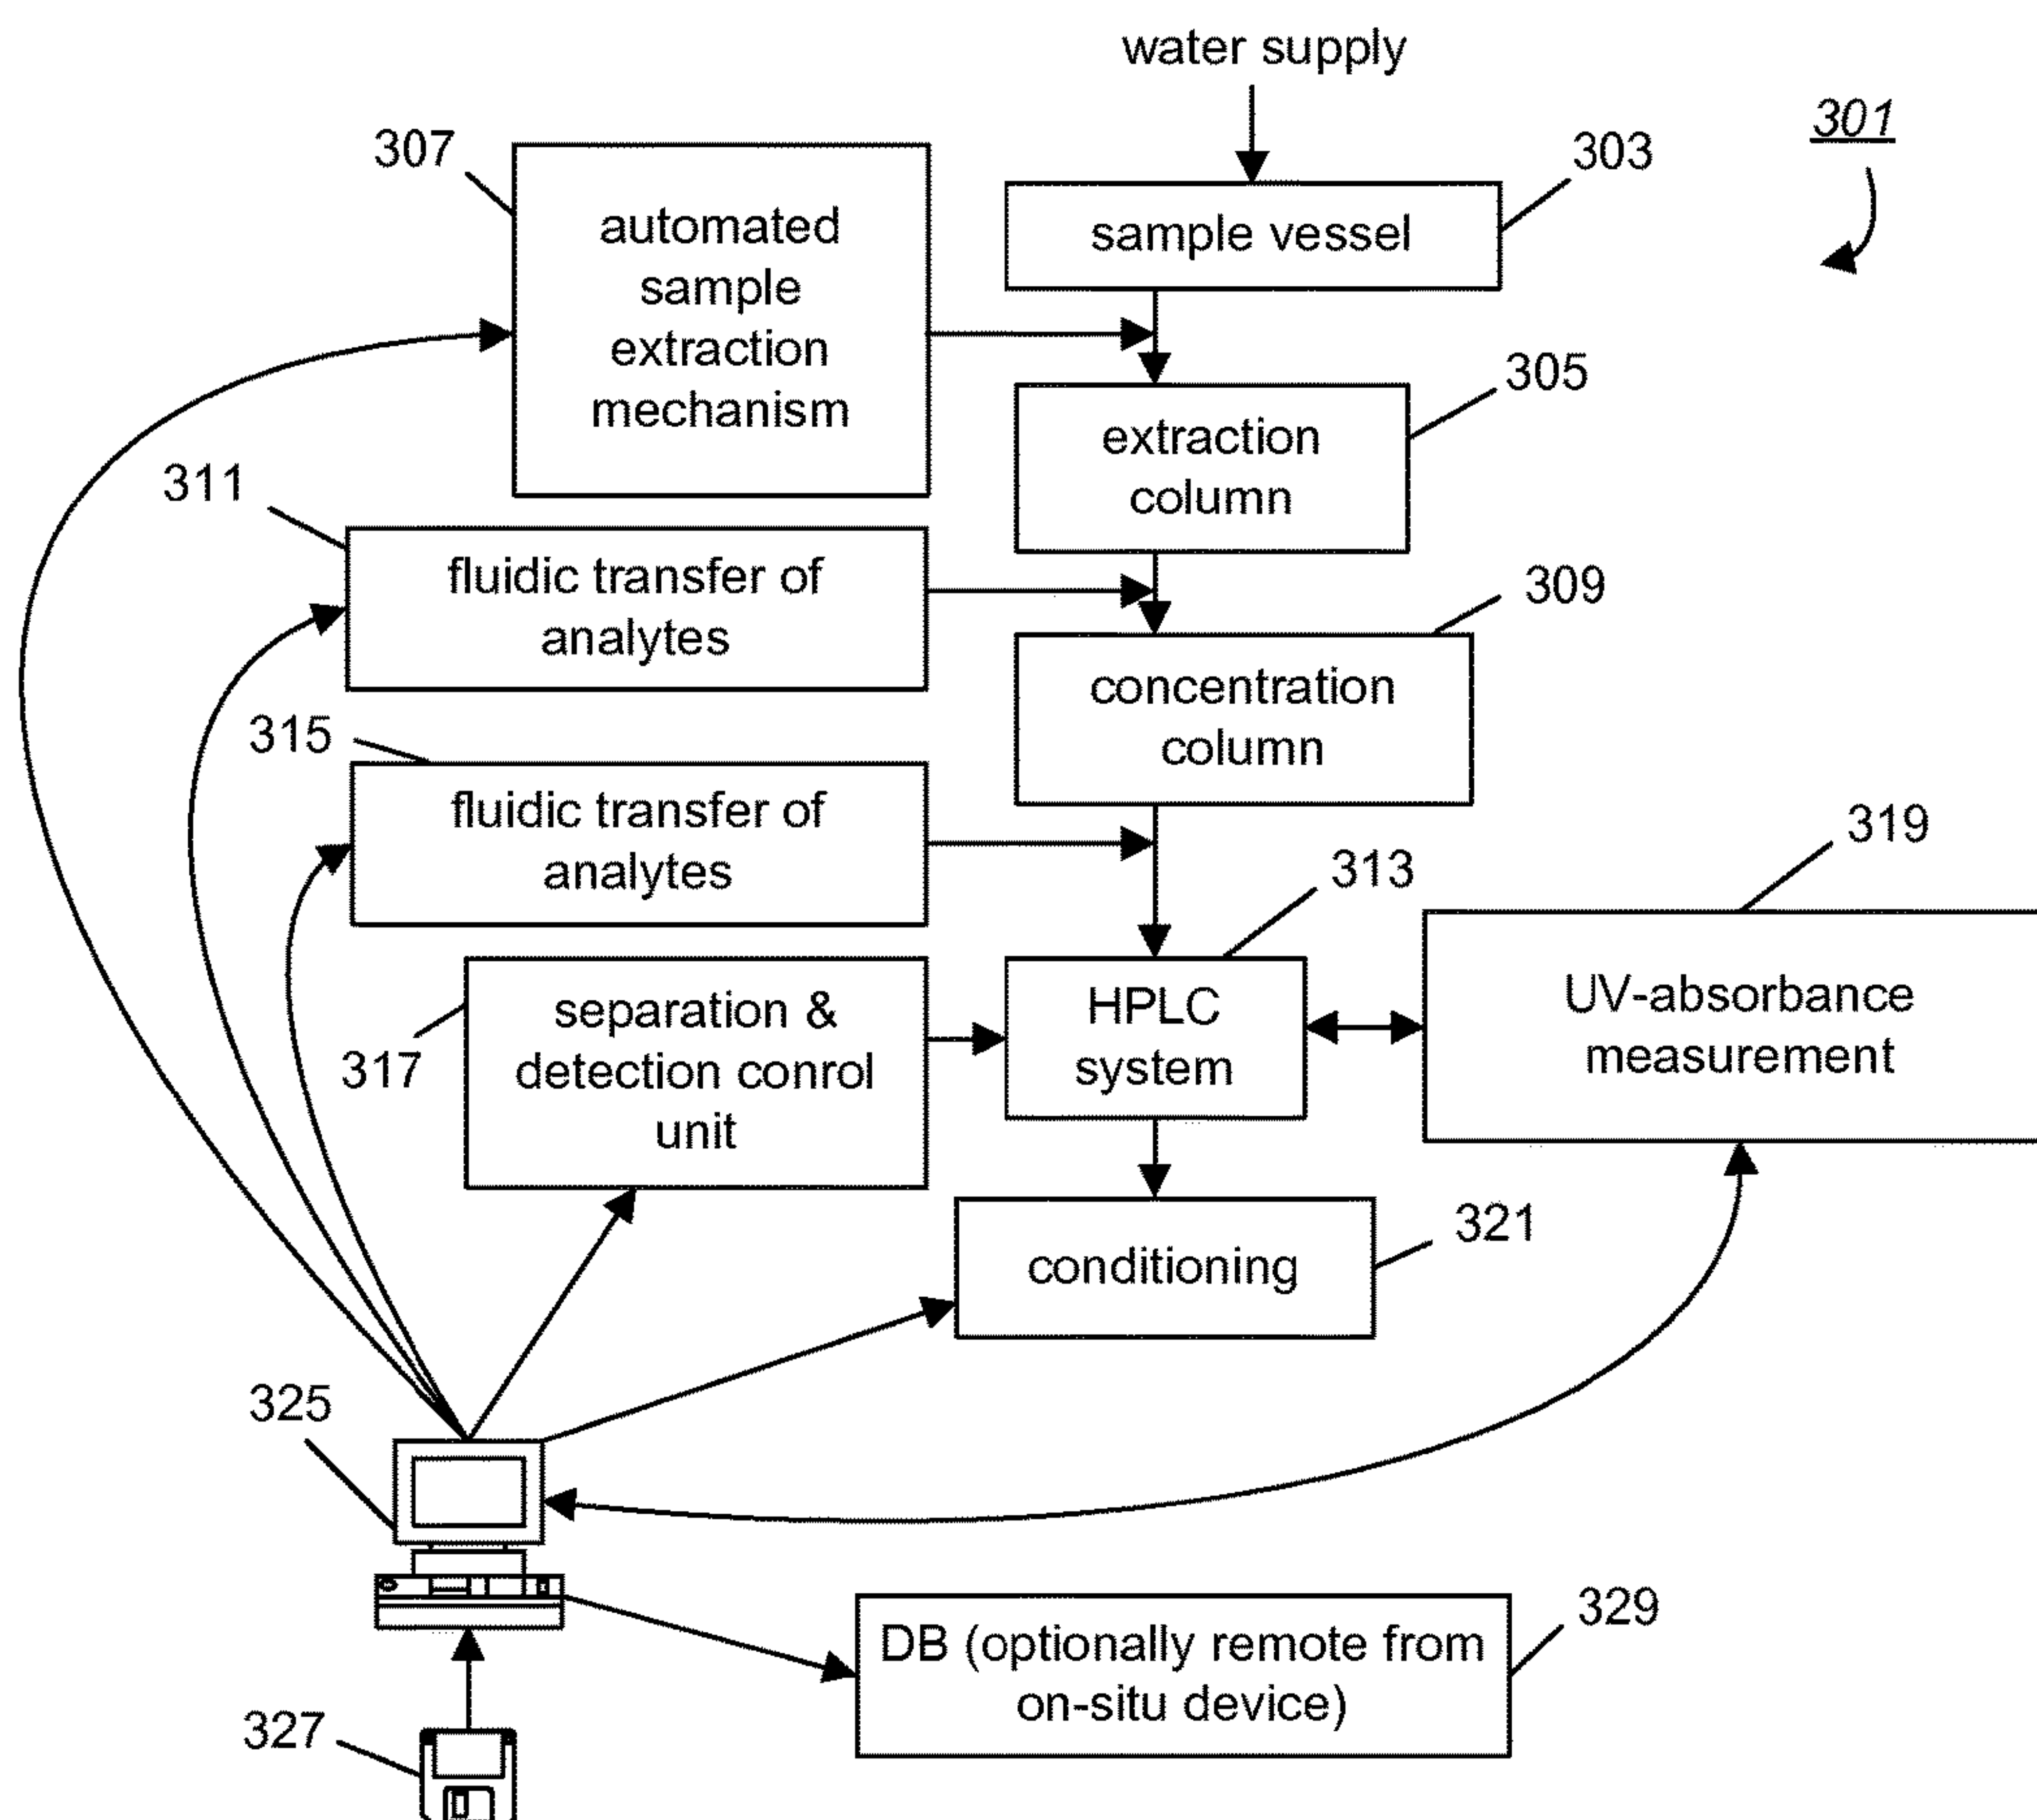 water supply
301
307
303
automated
sample
extraction
mechanism
sample vessel
305
extraction
column
311
fluidic transfer of
analytes
309
concentration
column
315
fluidic transfer of
analytes
319
313
317
separation &
detection conrol
unit
HPLC
system
UV-absorbance
measurement
321
conditioning
325
329
DB (optionally remote from
on-situ device)
327